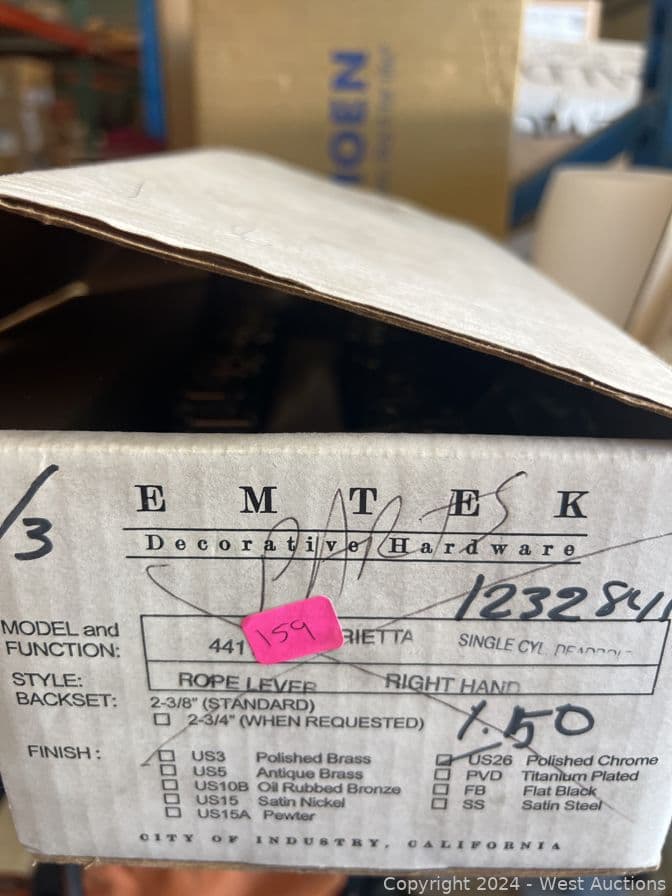 MOEN
EMTEK
Decorative Hardware
PARTS
/3
1232841
MODEL and FUNCTION:
441
159
RIETTA
SINGLE CYL. DEADBOLT
STYLE:
ROPE LEVER RIGHT HAND
BACKSET:
2-3/8" (STANDARD)
2-3/4" (WHEN REQUESTED)
1.50
FINISH:
US3 Polished Brass
US5 Antique Brass
US10B Oil Rubbed Bronze
US15 Satin Nickel
US15A Pewter
US26 Polished Chrome
PVD Titanium Plated
FB Flat Black
SS Satin Steel
CITY OF INDUSTRY, CALIFORNIA
Copyright 2024 - West Auctions